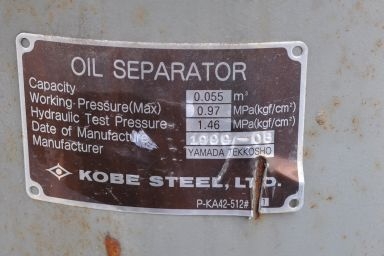 OIL SEPARATOR
Capacity 0.055 m³
Working Pressure(Max) 0.97 MPa(kgf/cm²)
Hydraulic Test Pressure 1.46 MPa(kgf/cm²)
Date of Manufacture
Manufacturer YAMADA TEKKOSHO
KOBE STEEL, LTD.
P-KA42-512#